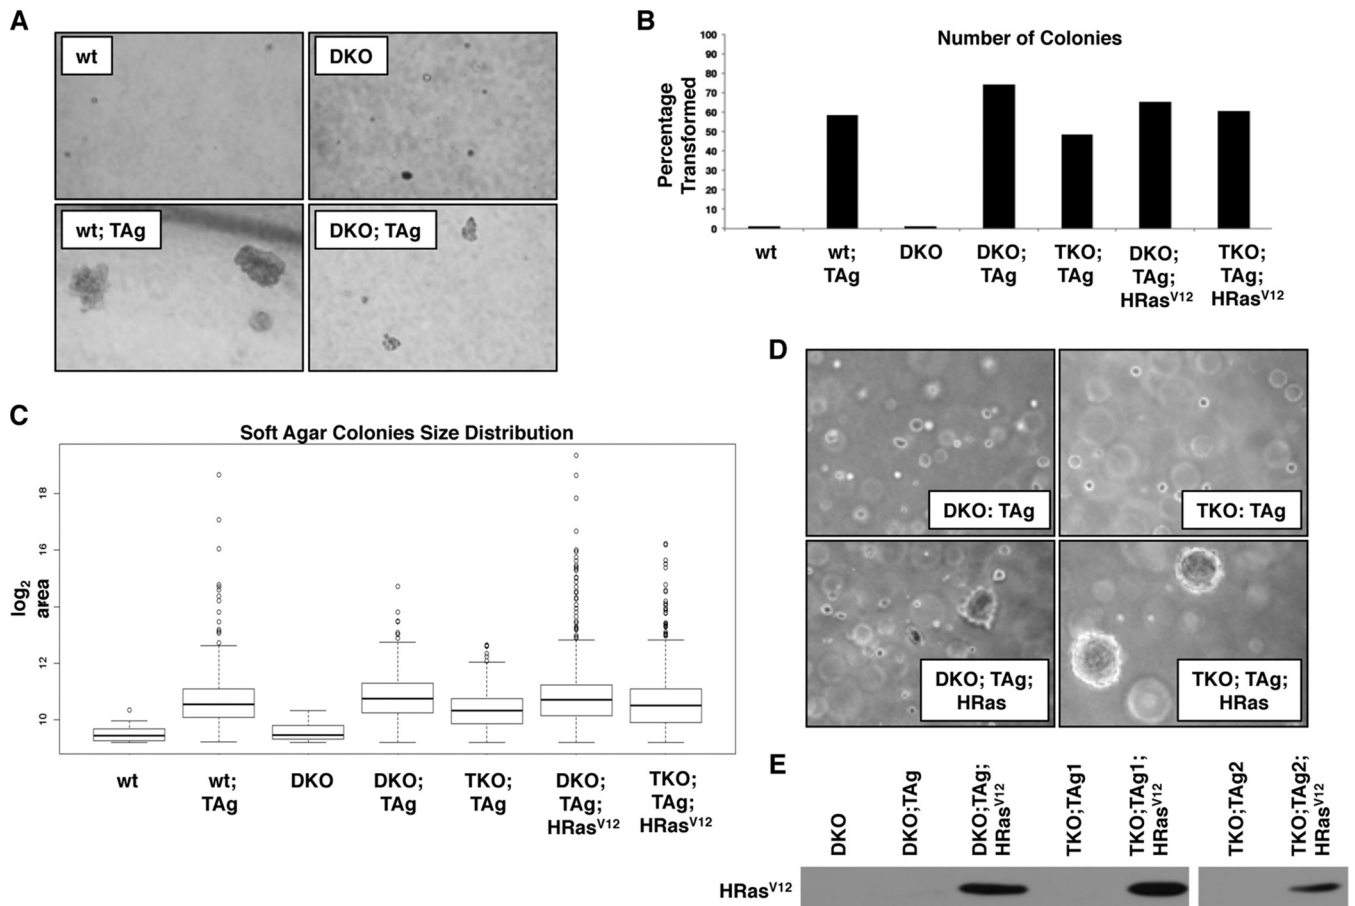 A
wt
DKO
wt; TAg
DKO; TAg
B
Number of Colonies
Percentage
Transformed
100
90
80
70
60
50
40
30
20
10
0
wt
wt;
TAg
DKO
DKO;
TAg
TKO;
TAg
DKO;
TAg;
HRasV12
TKO;
TAg;
HRasV12
C
Soft Agar Colonies Size Distribution
log2
area
18
16
12
10
wt
wt;
TAg
DKO
DKO;
TAg
TKO;
TAg
DKO;
TAg;
HRasV12
TKO;
TAg;
HRasV12
D
DKO: TAg
TKO: TAg
DKO; TAg;
HRas
TKO; TAg;
HRas
E
DKO
DKO;TAg
DKO;TAg;
HRasV12
TKO;TAg1
TKO;TAg1;
HRasV12
TKO;TAg2
TKO;TAg2;
HRasV12
HRasV12